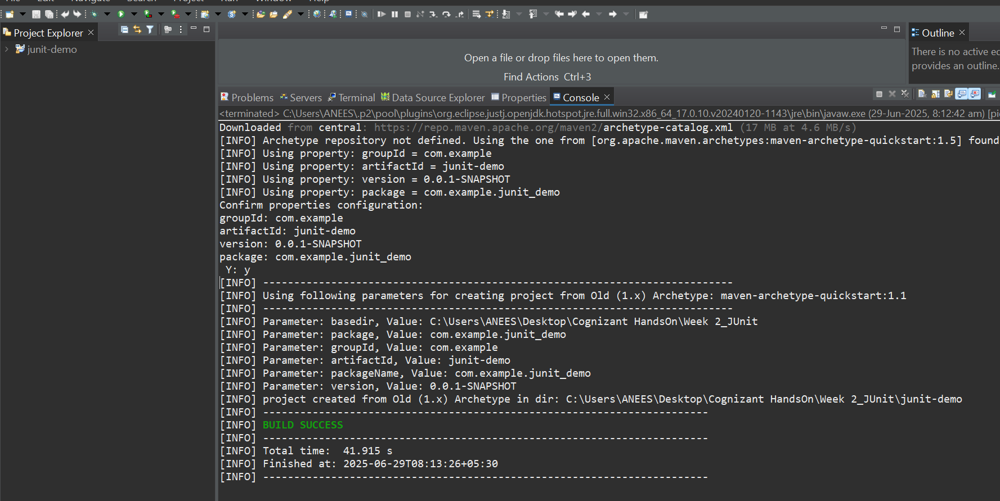 File Edit Navigate Search Project Run Window Help
Project Explorer
junit-demo
Open a file or drop files here to open them.
Find Actions Ctrl+3
Outline
There is no active
provides an outline.
Problems Servers Terminal Data Source Explorer Properties Console
<terminated> C:\Users\ANEES\.p2\pool\plugins\org.eclipse.justj.openjdk.hotspot.jre.full.win32.x86_64_17.0.10.v20240120-1143\jre\bin\javaw.exe (29-Jun-2025, 8:12:42 am) [pi
Downloaded from central: https://repo.maven.apache.org/maven2/archetype-catalog.xml (17 MB at 4.6 MB/s)
[INFO] Archetype repository not defined. Using the one from [org.apache.maven.archetypes:maven-archetype-quickstart:1.5] found
[INFO] Using property: groupId = com.example
[INFO] Using property: artifactId = junit-demo
[INFO] Using property: version = 0.0.1-SNAPSHOT
[INFO] Using property: package = com.example.junit_demo
Confirm properties configuration:
groupId: com.example
artifactId: junit-demo
version: 0.0.1-SNAPSHOT
package: com.example.junit_demo
Y: y
[INFO] ----------------------------------------------------------------------------
[INFO] Using following parameters for creating project from Old (1.x) Archetype: maven-archetype-quickstart:1.1
[INFO] ----------------------------------------------------------------------------
[INFO] Parameter: basedir, Value: C:\Users\ANEES\Desktop\Cognizant HandsOn\Week 2_JUnit
[INFO] Parameter: package, Value: com.example.junit_demo
[INFO] Parameter: groupId, Value: com.example
[INFO] Parameter: artifactId, Value: junit-demo
[INFO] Parameter: packageName, Value: com.example.junit_demo
[INFO] Parameter: version, Value: 0.0.1-SNAPSHOT
[INFO] project created from Old (1.x) Archetype in dir: C:\Users\ANEES\Desktop\Cognizant HandsOn\Week 2_JUnit\junit-demo
[INFO] ------------------------------------------------------------------------
[INFO] BUILD SUCCESS
[INFO] ------------------------------------------------------------------------
[INFO] Total time:  41.915 s
[INFO] Finished at: 2025-06-29T08:13:26+05:30
[INFO] ------------------------------------------------------------------------